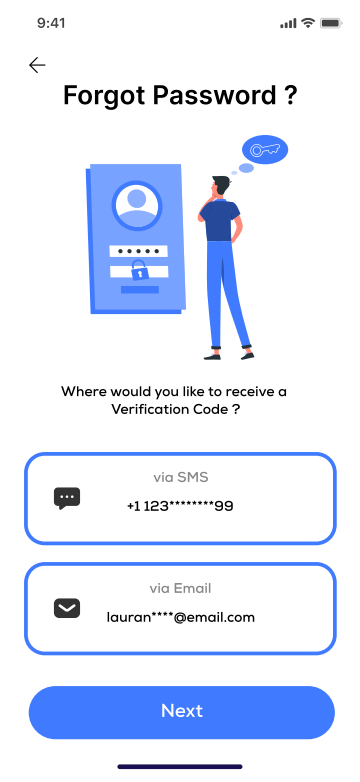 9:41
Forgot Password ?
Where would you like to receive a
Verification Code ?
via SMS
+1 123********99
via Email
lauran****@email.com
Next